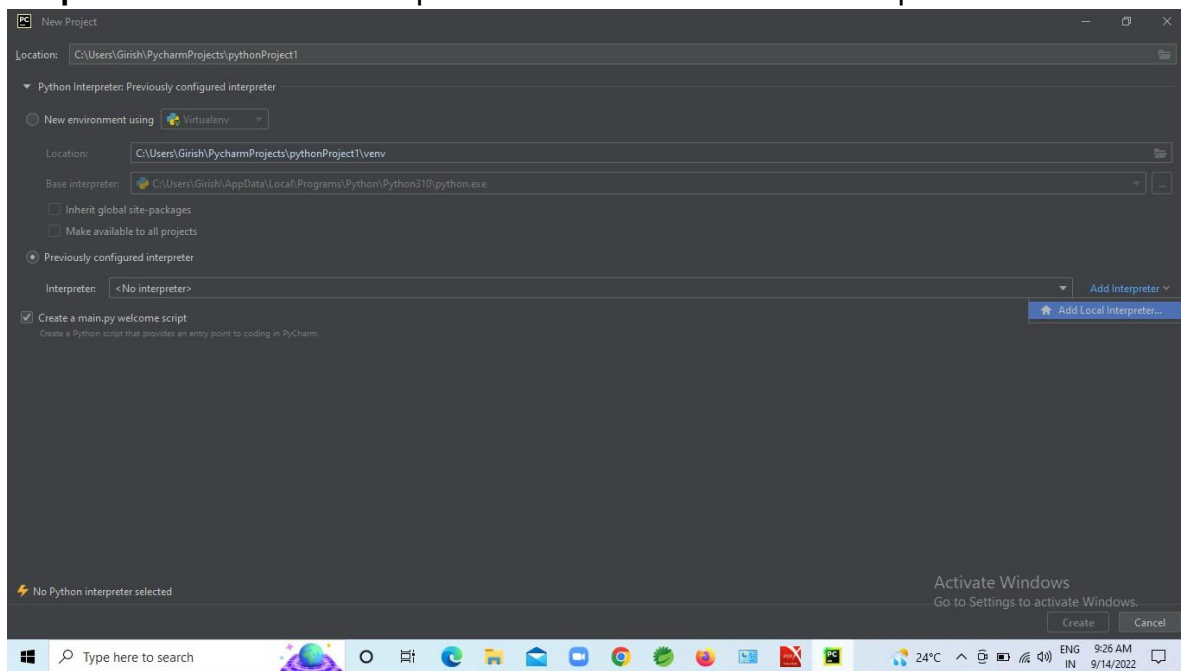 New Project
Location: C:\Users\Girish\PycharmProjects\pythonProject1
Python Interpreter: Previously configured interpreter
New environment using Virtualenv
Location: C:\Users\Girish\PycharmProjects\pythonProject1\venv
Base interpreter: C:\Users\Girish\AppData\Local\Programs\Python\Python310\python.exe
Inherit global site-packages
Make available to all projects
Previously configured interpreter
Interpreter: <No interpreter> Add Interpreter
Add Local Interpreter...
Create a main.py welcome script
Create a Python script that provides an entry point to coding in PyCharm.
No Python interpreter selected
Activate Windows
Go to Settings to activate Windows.
Create Cancel
Type here to search 24°C ENG 9:26 AM
IN 9/14/2022